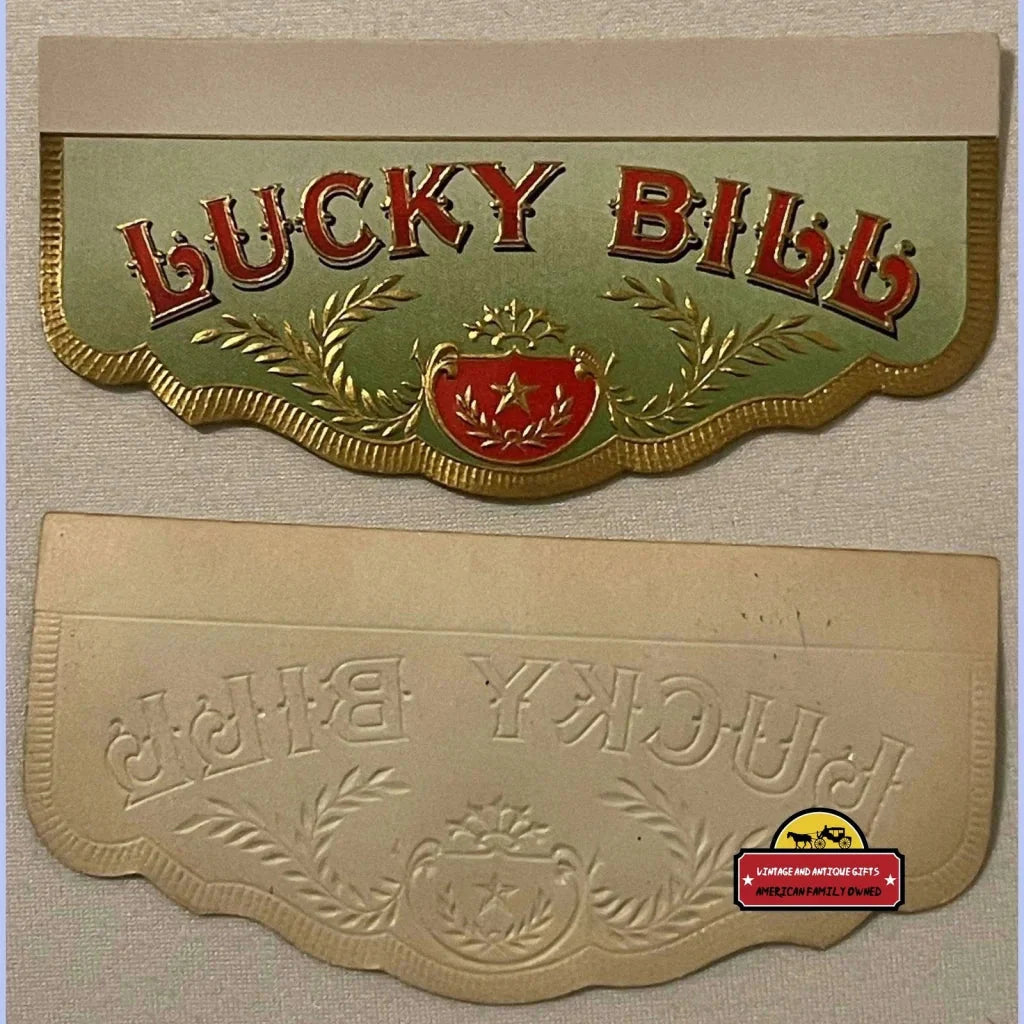 LUCKY BILL
LUCKY BILL
VINTAGE AND ANTIQUE GIFTS
AMERICAN FAMILY OWNED